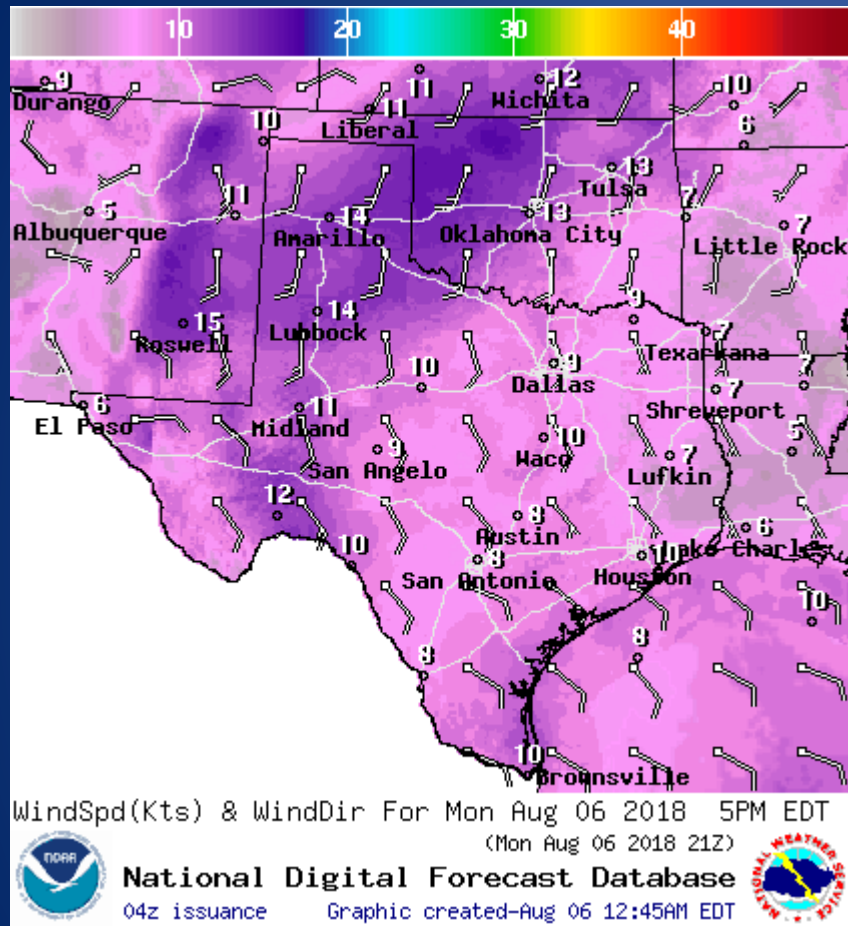 10 20 30 40
9 11 12 10
Durango Liberal 11 Wichita
10 6
11 13
Tulsa
5 14 13 7 7
Albuquerque Amarillo Oklahoma City Little Rock
15 14 9
Roswell Lubbock 7
Texarkana
10 9 7
Dallas
6 11 7
El Paso Midland Shreveport
9 10 5
San Angelo Waco 7
Lufkin
12 8 6
Austin
10 8 10 Lake Charles
San Antonio Houston
10
8 8
10
Brownsville
WindSpd(Kts) & WindDir For Mon Aug 06 2018 5PM EDT
(Mon Aug 06 2018 21Z)
NOAA
National Digital Forecast Database
04z issuance Graphic created-Aug 06 12:45AM EDT
NATIONAL WEATHER SERVICE